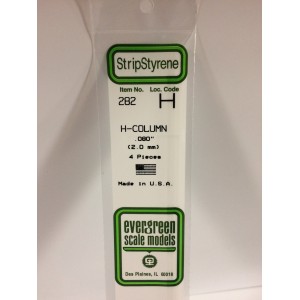 StripStyrene
Item No. Loc. Code
282 H
H-COLUMN
.080"
(2.0 mm)
4 Pieces
Made in U.S.A.
evergreen
scale models
Des Plaines, IL 60018